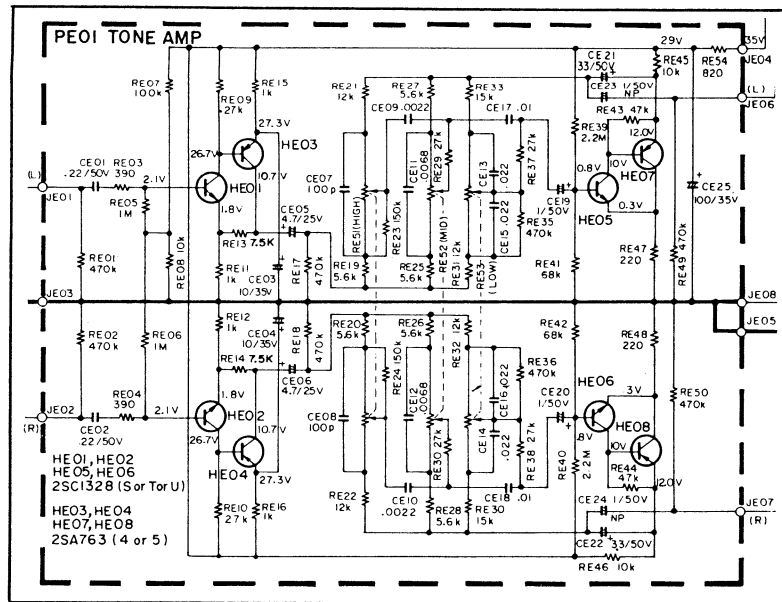 PE01 TONE AMP
29V
35V
JE04
RE54
820
RE45
10k
CE21
33/50V
CE23
1/50V
NP
(L)
JE06
RE07
100k
RE09
27k
RE15
1k
27.3V
RE21
12k
RE27
5.6k
RE33
15k
CE09 .0022
CE17 .01
RE43 47k
RE39
2.2M
12.0V
26.7V
HE03
HE07
10V
0.8V
CE25
100/35V
CE01
.22/50V
RE03
390
(L)
JE01
2.1V
HE01
10.7V
CE07
100p
CE11
.0068
RE29 27k
CE13
.022
RE37 27k
CE19
1/50V
HE05
0.3V
RE05
1M
1.8V
CE05
4.7/25V
RE51(HIGH)
RE23 150k
RE52(MID)
CE15 .022
RE35
470k
RE13 7.5K
RE01
470k
RE08 10k
RE11
1k
CE03
10/35V
RE17
470k
RE19
5.6k
RE25
5.6k
RE31 12k
RE53
(LOW)
RE41
68k
RE47
220
RE49 470k
JE03
JE08
JE05
RE02
470k
RE06
1M
RE12
1k
CE04
10/35V
RE18
470k
RE20
5.6k
RE26
5.6k
RE32
12k
RE42
68k
RE48
220
RE14 7.5K
CE06
4.7/25V
RE24 150k
RE36
470k
RE04
390
1.8V
CE08
100p
CE12
.0068
CE16 .022
CE20
1/50V
HE06
3V
RE50
470k
JE02
(R)
CE02
.22/50V
2.1V
HE02
26.7V
10.7V
HE04
27.3V
RE30 27k
CE14
.022
RE38 27k
.8V
RE40
2.2M
10V
HE08
RE44
47k
12.0V
HE01, HE02
HE05, HE06
2SC1328 (S or T or U)
HE03, HE04
HE07, HE08
2SA763 (4 or 5)
RE10
27k
RE16
1k
RE22
12k
CE10
.0022
RE28
5.6k
CE18 .01
RE30
15k
CE24 1/50V
NP
CE22 33/50V
JE07
(R)
RE46 10k